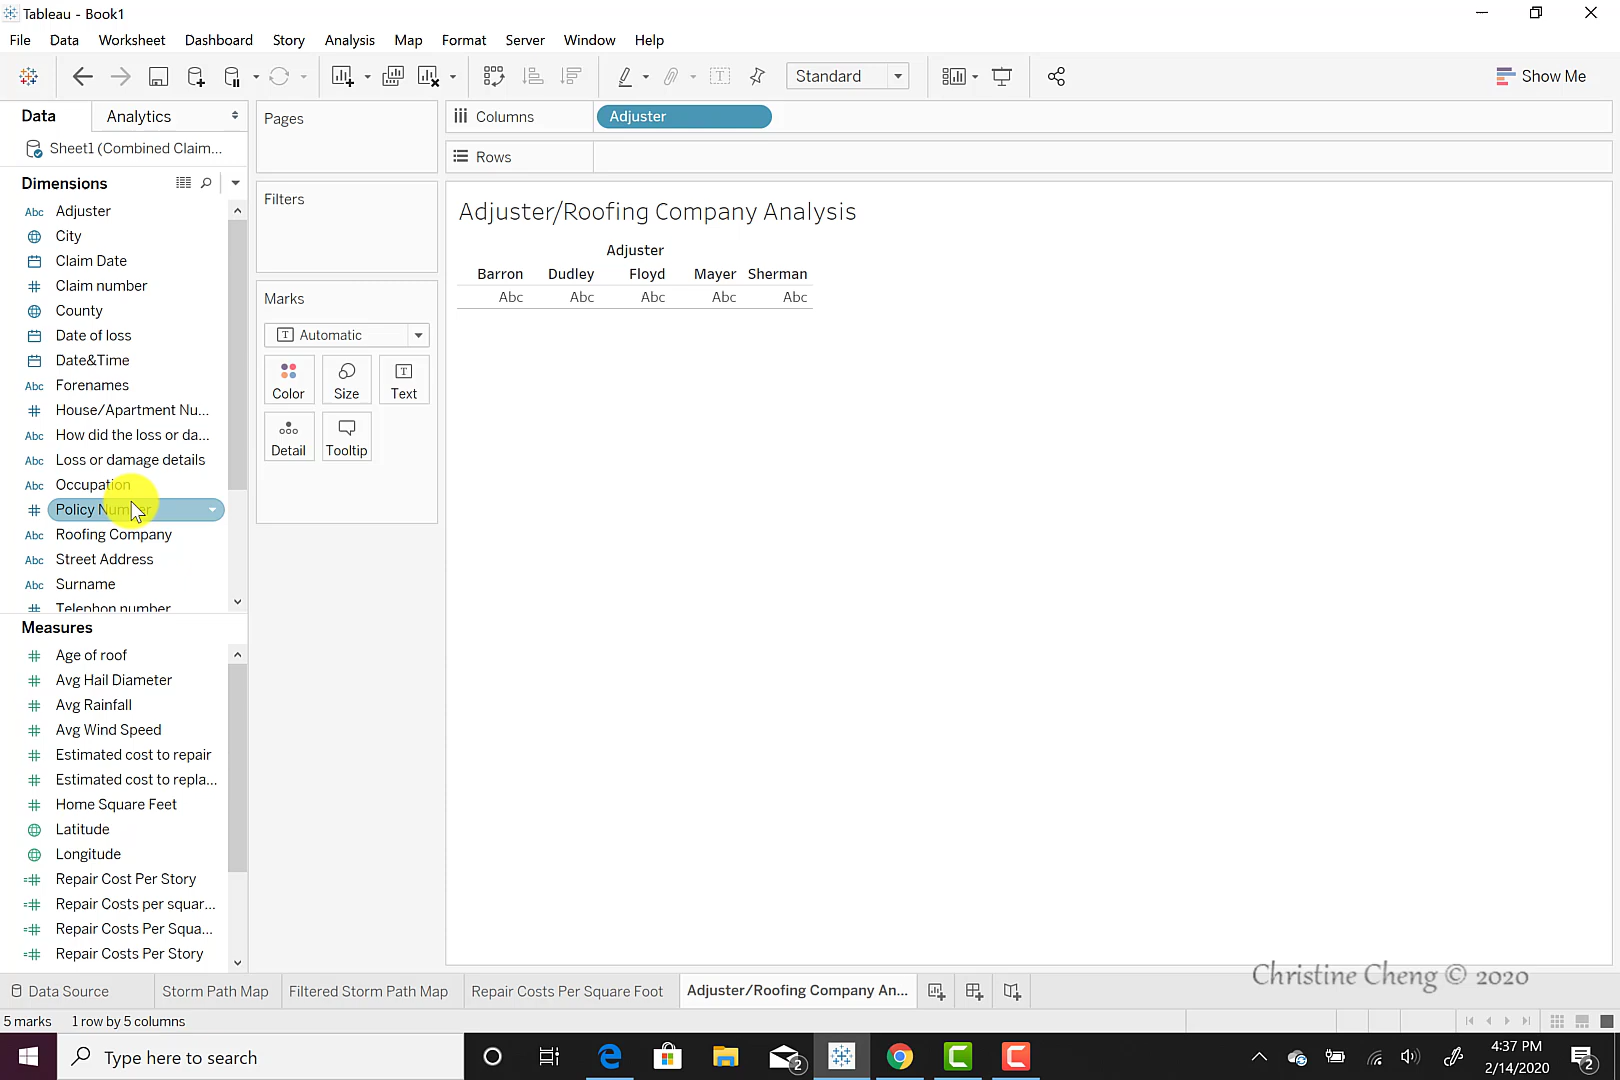 Tableau - Book1
File Data Worksheet Dashboard Story Analysis Map Format Server Window Help
Standard
Show Me
Data Analytics
Sheet1 (Combined Claim...
Dimensions
Adjuster
City
Claim Date
Claim number
County
Date of loss
Date&Time
Forenames
House/Apartment Nu...
How did the loss or da...
Loss or damage details
Occupation
Policy Number
Roofing Company
Street Address
Surname
Telephon number
Abc
Abc
Abc
Abc
Abc
Abc
Abc
Abc
Measures
Age of roof
Avg Hail Diameter
Avg Rainfall
Avg Wind Speed
Estimated cost to repair
Estimated cost to repla...
Home Square Feet
Latitude
Longitude
Repair Cost Per Story
Repair Costs per squar...
Repair Costs Per Squa...
Repair Costs Per Story
Pages
Filters
Marks
T Automatic
Color Size Text
Detail Tooltip
Columns Adjuster
Rows
Adjuster/Roofing Company Analysis
Adjuster
Barron Dudley Floyd Mayer Sherman
Abc Abc Abc Abc Abc
Christine Cheng © 2020
Data Source Storm Path Map Filtered Storm Path Map Repair Costs Per Square Foot Adjuster/Roofing Company An...
5 marks 1 row by 5 columns
Type here to search
2
4:37 PM
2/14/2020
2